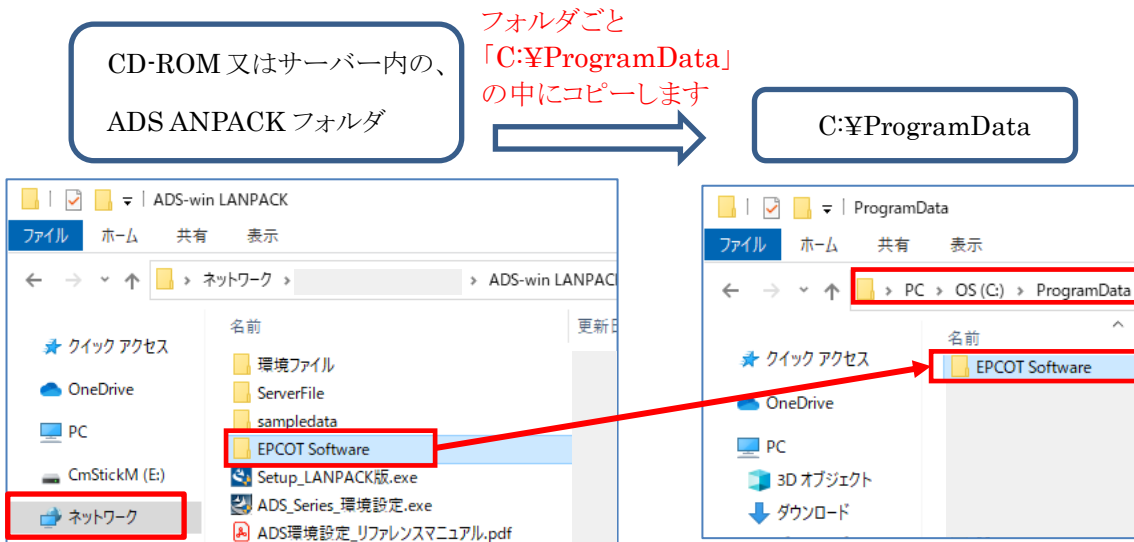 フォルダごと
「C:¥ProgramData」
の中にコピーします
CD-ROM 又はサーバー内の、
ADS ANPACK フォルダ
C:¥ProgramData
ADS-win LANPACK
ファイル ホーム 共有 表示
ネットワーク > > ADS-win LANPAC
名前 更新日
クイック アクセス
OneDrive
PC
CmStickM (E:)
ネットワーク
環境ファイル
ServerFile
sampledata
EPCOT Software
Setup_LANPACK版.exe
ADS_Series_環境設定.exe
ADS環境設定_リファレンスマニュアル.pdf
ProgramData
ファイル ホーム 共有 表示
> PC > OS (C:) > ProgramData
名前
クイック アクセス
OneDrive
PC
3D オブジェクト
ダウンロード
EPCOT Software